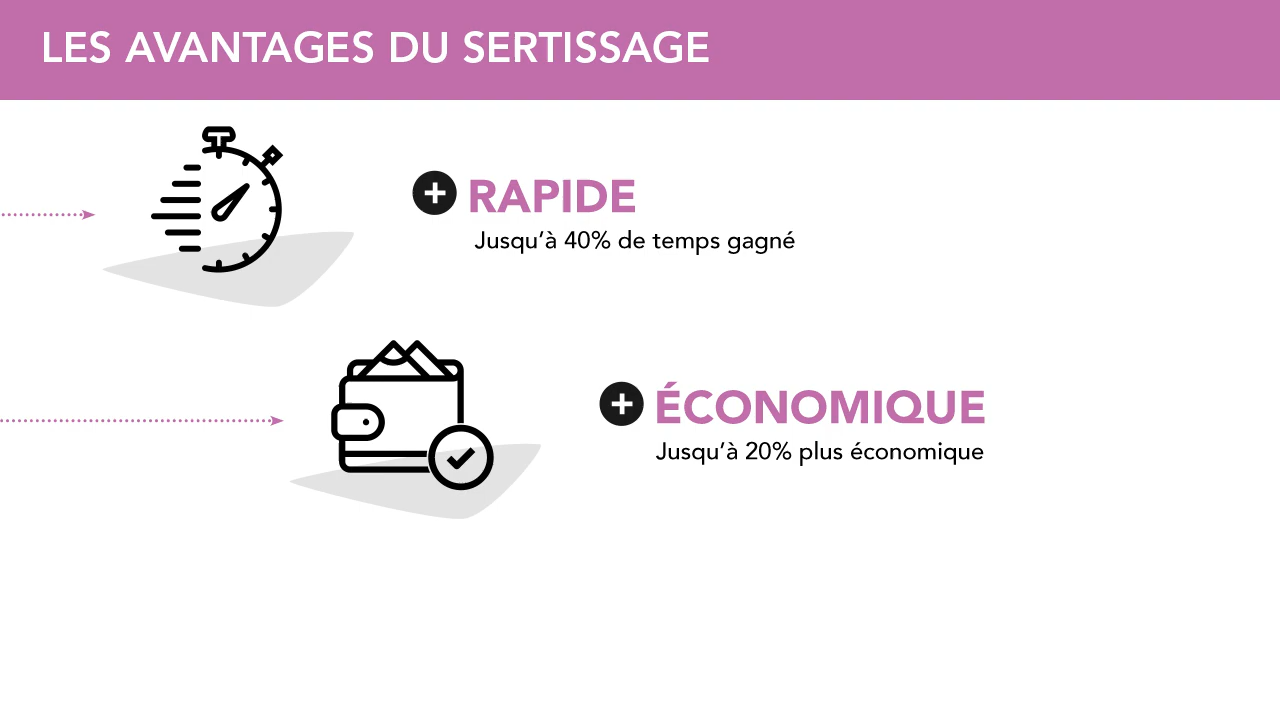 LES AVANTAGES DU SERTISSAGE
+ RAPIDE
Jusqu’à 40% de temps gagné
+ ÉCONOMIQUE
Jusqu’à 20% plus économique